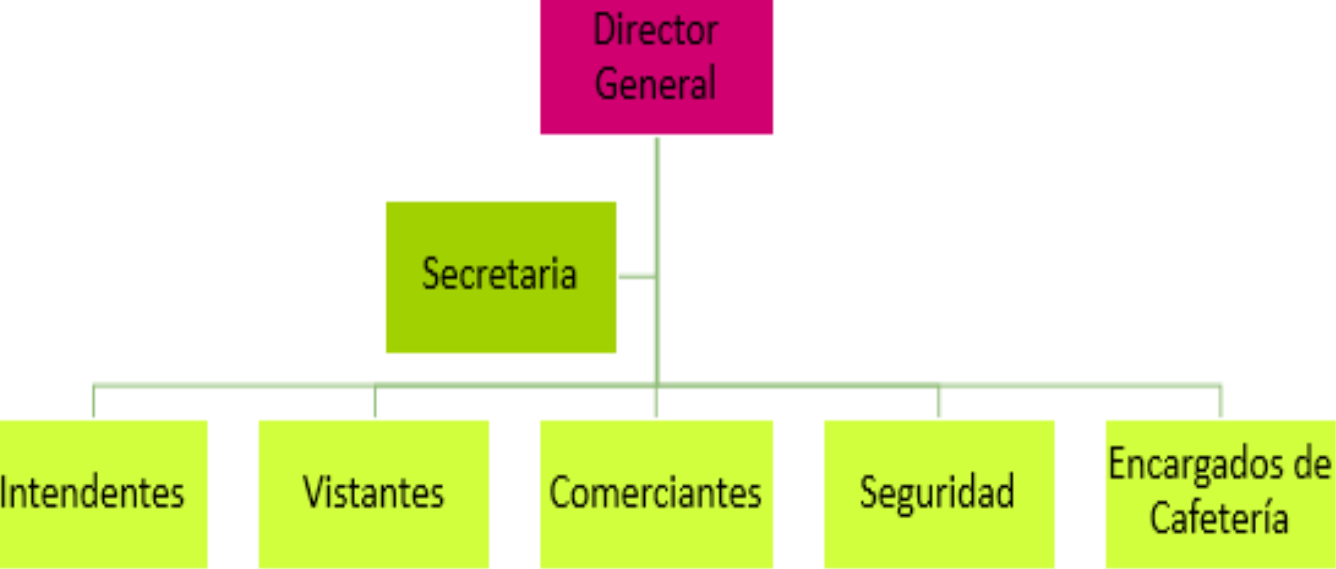 Director
General
Secretaria
Intendentes
Vistantes
Comerciantes
Seguridad
Encargados de
Cafetería